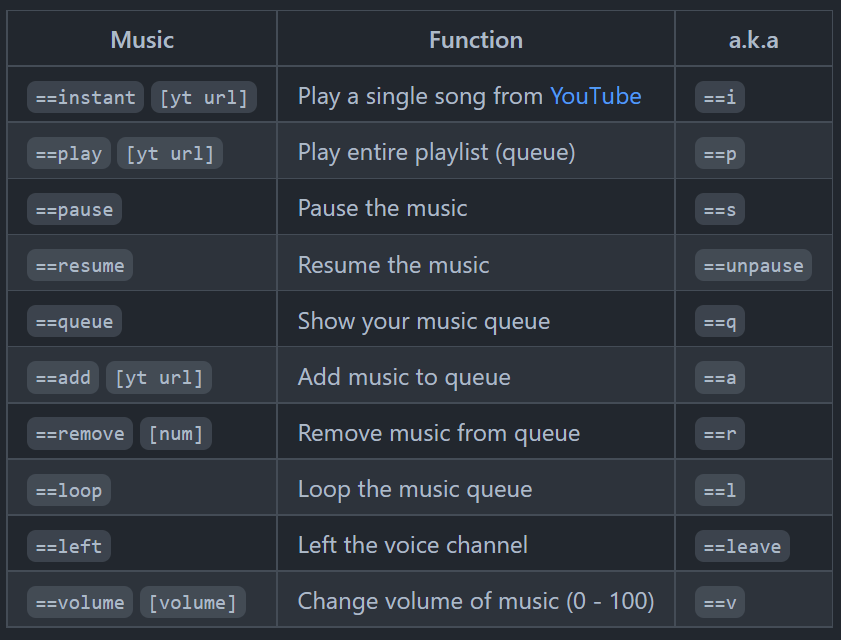 Music Function a.k.a
==instant [yt url] Play a single song from YouTube ==i
==play [yt url] Play entire playlist (queue) ==p
==pause Pause the music ==s
==resume Resume the music ==unpause
==queue Show your music queue ==q
==add [yt url] Add music to queue ==a
==remove [num] Remove music from queue ==r
==loop Loop the music queue ==l
==left Left the voice channel ==leave
==volume [volume] Change volume of music (0 - 100) ==v